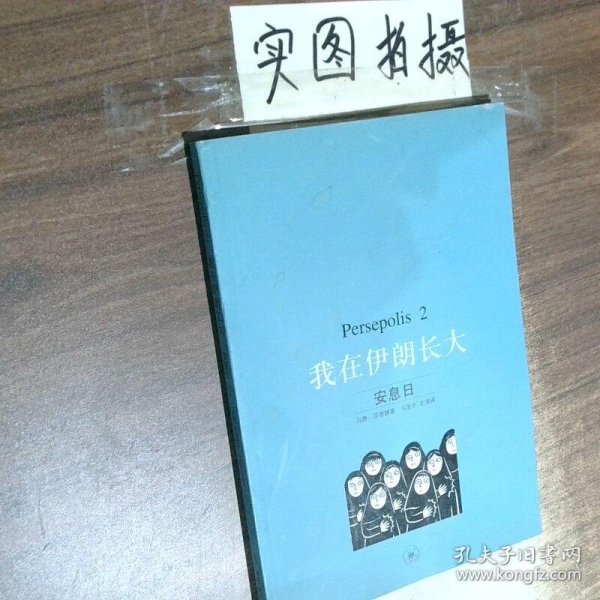 实图拍摄
Persepolis 2
我在伊朗长大
安息日
孔夫子旧书网
www.kongfz.com